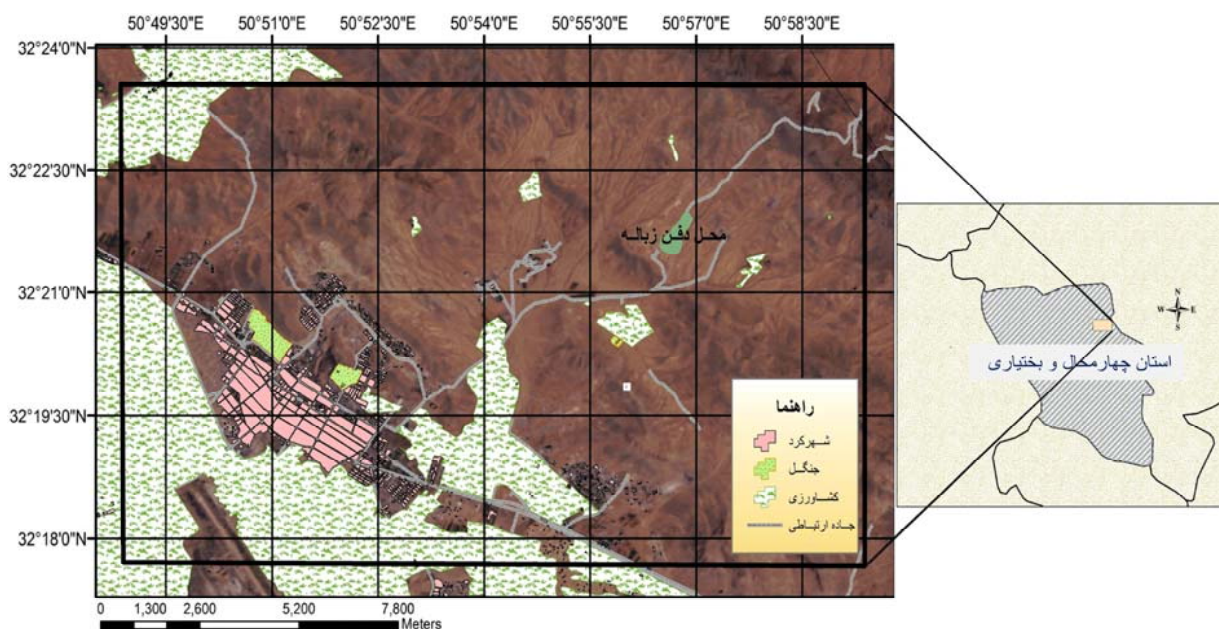 50°49'30"E 50°51'0"E 50°52'30"E 50°54'0"E 50°55'30"E 50°57'0"E 50°58'30"E
32°24'0"N
32°22'30"N
32°21'0"N
32°19'30"N
32°18'0"N
محل دفن زباله
راهنما
شهرکرد
جنگل
کشاورزی
جاده ارتباطی
0 1,300 2,600 5,200 7,800
Meters
N
W E
S
استان چهارمحال و بختیاری